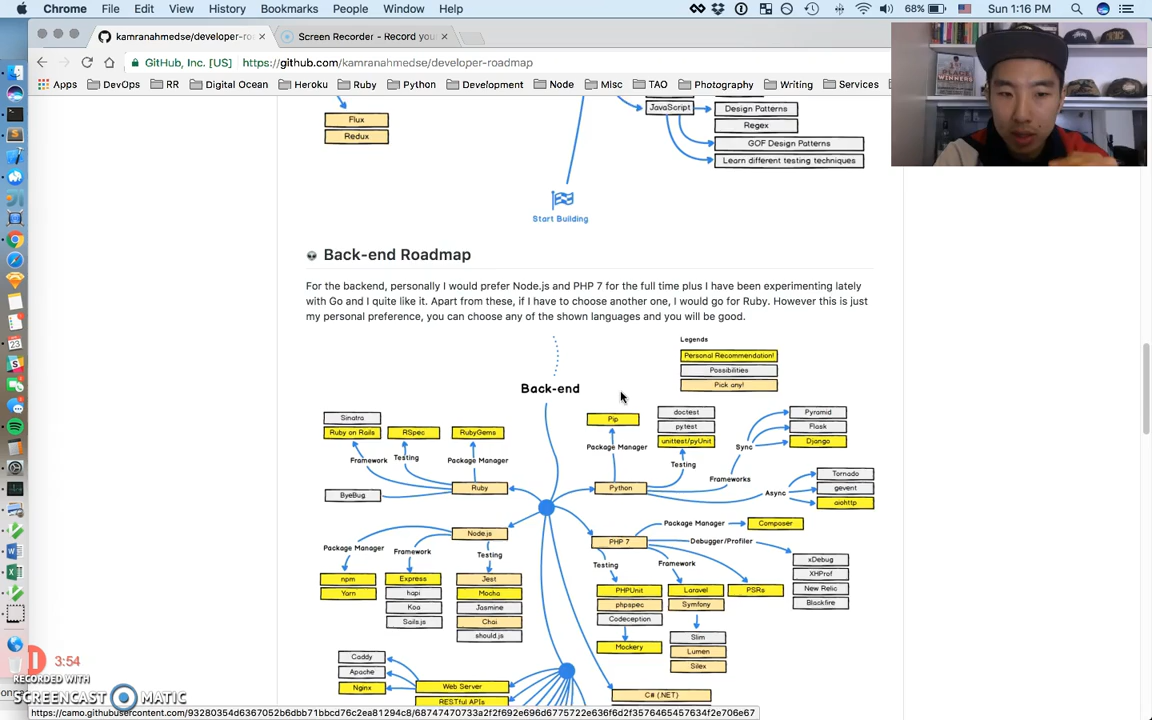 Chrome File Edit View History Bookmarks People Window Help
68% Sun 1:16 PM
kamranahmedse/developer-ro
Screen Recorder - Record you
GitHub, Inc. [US] https://github.com/kamranahmedse/developer-roadmap
Apps DevOps RR Digital Ocean Heroku Ruby Python Development Node Misc TAO Photography Writing Services
Flux
Redux
JavaScript
Design Patterns
Regex
GOF Design Patterns
Learn different testing techniques
Start Building
Back-end Roadmap
For the backend, personally I would prefer Node.js and PHP 7 for the full time plus I have been experimenting lately
with Go and I quite like it. Apart from these, if I have to choose another one, I would go for Ruby. However this is just
my personal preference, you can choose any of the shown languages and you will be good.
Legends
Personal Recommendation!
Possibilities
Pick any!
Back-end
Sinatra
Ruby on Rails
RSpec
RubyGems
Framework
Testing
Package Manager
ByeBug
Ruby
Pip
Package Manager
Python
doctest
py.test
unittest/pyUnit
Testing
Sync
Pyramid
Flask
Django
Frameworks
Async
Tornado
gevent
aiohttp
Node.js
Package Manager
Framework
Testing
npm
Yarn
Express
hapi
Koa
Sails.js
Jest
Mocha
Jasmine
Chai
should.js
PHP 7
Package Manager
Composer
Debugger/Profiler
xDebug
XHProf
New Relic
Blackfire
Testing
Framework
PHPUnit
phpspec
Codeception
Mockery
Laravel
Symfony
PSRs
Slim
Lumen
Silex
Caddy
Apache
Nginx
Web Server
RESTful APIs
C# (.NET)
3:54
RECORDED WITH
SCREENCAST MATIC